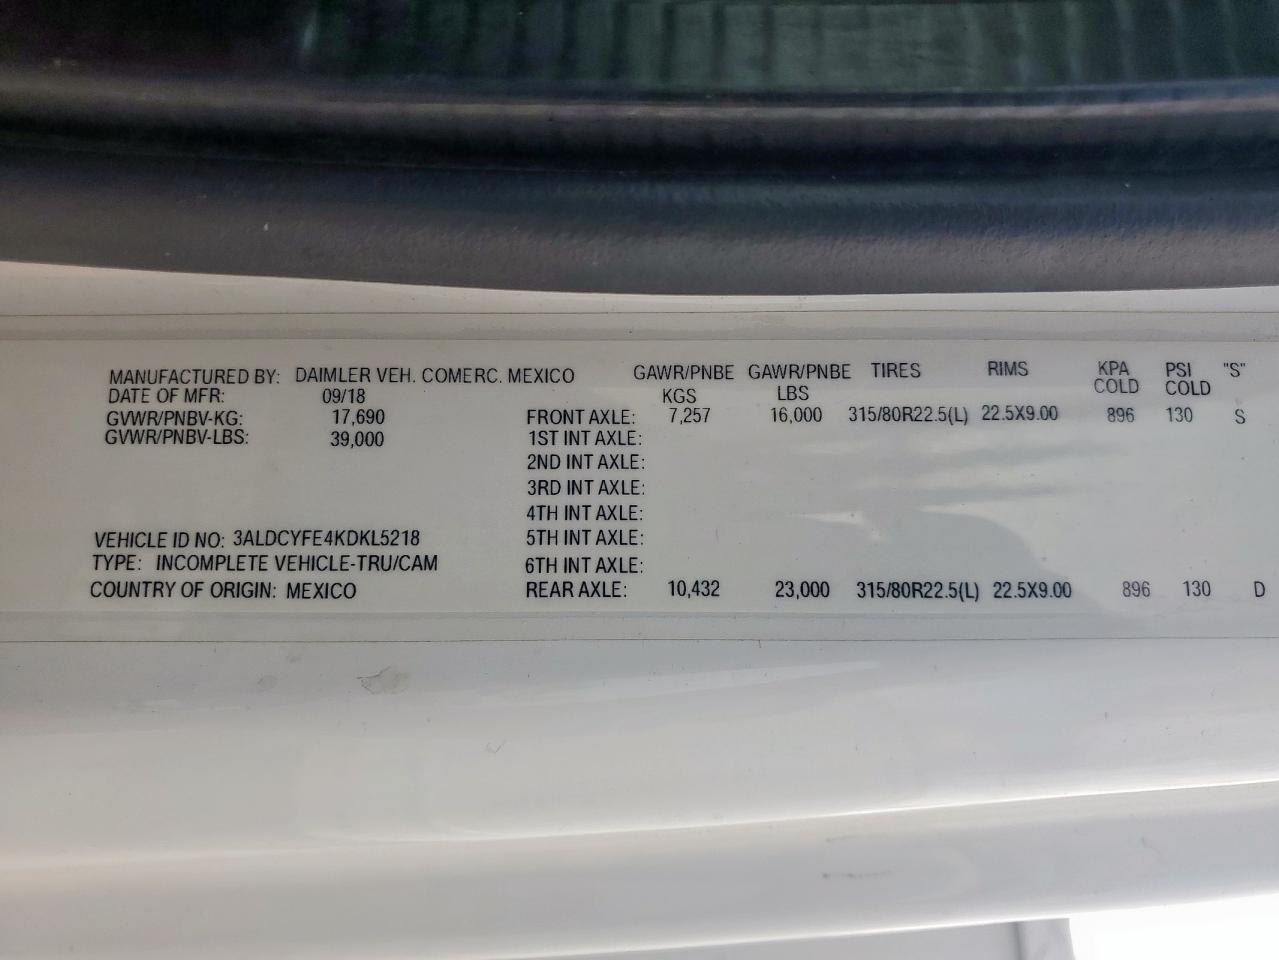 MANUFACTURED BY: DAIMLER VEH. COMERC. MEXICO GAWR/PNBE GAWR/PNBE TIRES RIMS KPA PSI "S"
DATE OF MFR: 09/18 KGS LBS COLD COLD
GVWR/PNBV-KG: 17,690 FRONT AXLE: 7,257 16,000 315/80R22.5(L) 22.5X9.00 896 130 S
GVWR/PNBV-LBS: 39,000 1ST INT AXLE:
2ND INT AXLE:
3RD INT AXLE:
4TH INT AXLE:
VEHICLE ID NO: 3ALDCYFE4KDKL5218 5TH INT AXLE:
TYPE: INCOMPLETE VEHICLE-TRU/CAM 6TH INT AXLE:
COUNTRY OF ORIGIN: MEXICO REAR AXLE: 10,432 23,000 315/80R22.5(L) 22.5X9.00 896 130 D